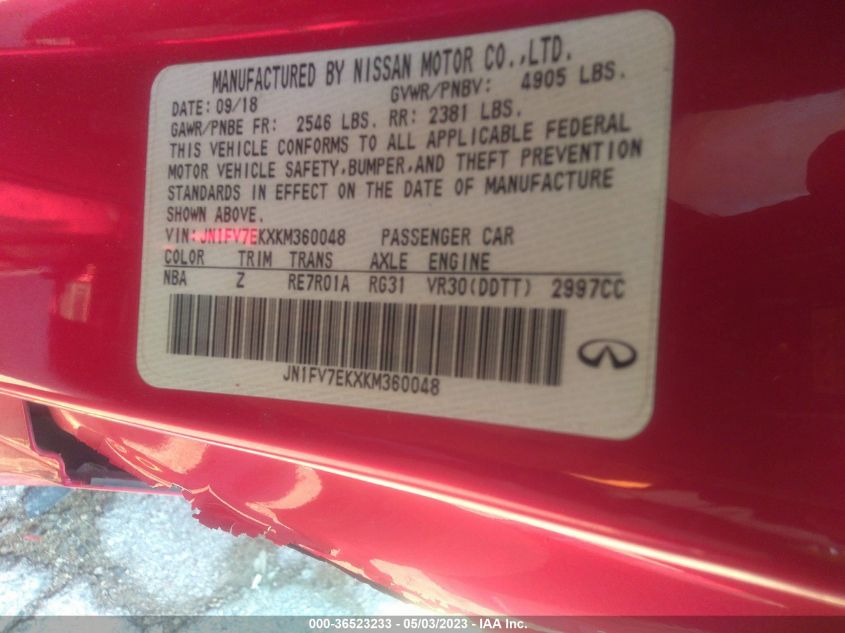 MANUFACTURED BY NISSAN MOTOR CO.,LTD.
DATE: 09/18 GVWR/PNBV: 4905 LBS.
GAWR/PNBE FR: 2546 LBS. RR: 2381 LBS.
THIS VEHICLE CONFORMS TO ALL APPLICABLE FEDERAL
MOTOR VEHICLE SAFETY,BUMPER,AND THEFT PREVENTION
STANDARDS IN EFFECT ON THE DATE OF MANUFACTURE
SHOWN ABOVE.
VIN:JN1FV7EKXKM360048 PASSENGER CAR
COLOR TRIM TRANS AXLE ENGINE
NBA Z RE7R01A RG31 VR30(DDTT) 2997CC
JN1FV7EKXKM360048
000-36523233 - 05/03/2023 - IAA Inc.